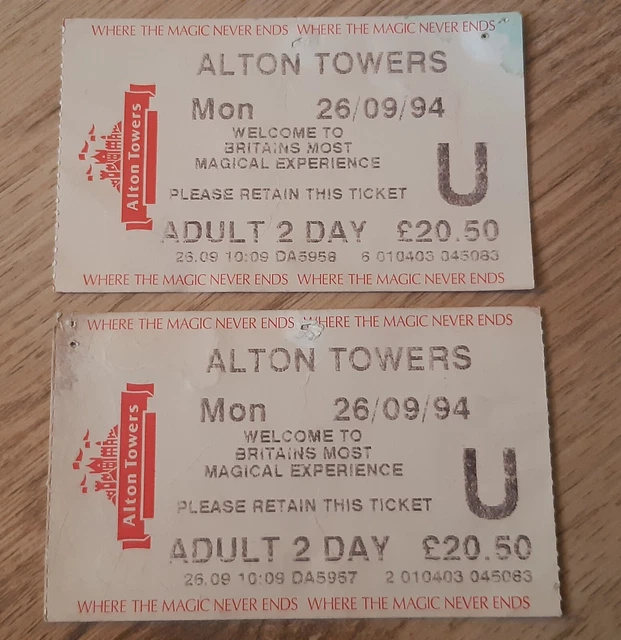 WHERE THE MAGIC NEVER ENDS WHERE THE MAGIC NEVER ENDS
ALTON TOWERS
Mon 26/09/94
WELCOME TO
BRITAINS MOST
MAGICAL EXPERIENCE
U
Alton Towers
PLEASE RETAIN THIS TICKET
ADULT 2 DAY £20.50
26.09 10:09 DA5958 6 010403 045083
WHERE THE MAGIC NEVER ENDS WHERE THE MAGIC NEVER ENDS
WHERE THE MAGIC NEVER ENDS WHERE THE MAGIC NEVER ENDS
ALTON TOWERS
Mon 26/09/94
WELCOME TO
BRITAINS MOST
MAGICAL EXPERIENCE
U
Alton Towers
PLEASE RETAIN THIS TICKET
ADULT 2 DAY £20.50
26.09 10:09 DA5957 2 010403 045083
WHERE THE MAGIC NEVER ENDS WHERE THE MAGIC NEVER ENDS